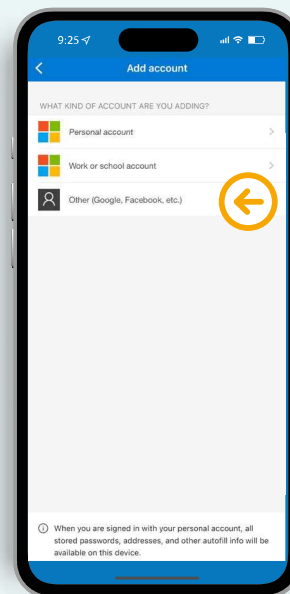 9:25
Add account
WHAT KIND OF ACCOUNT ARE YOU ADDING?
Personal account
Work or school account
Other (Google, Facebook, etc.)
When you are signed in with your personal account, all
stored passwords, addresses, and other autofill info will be
available on this device.